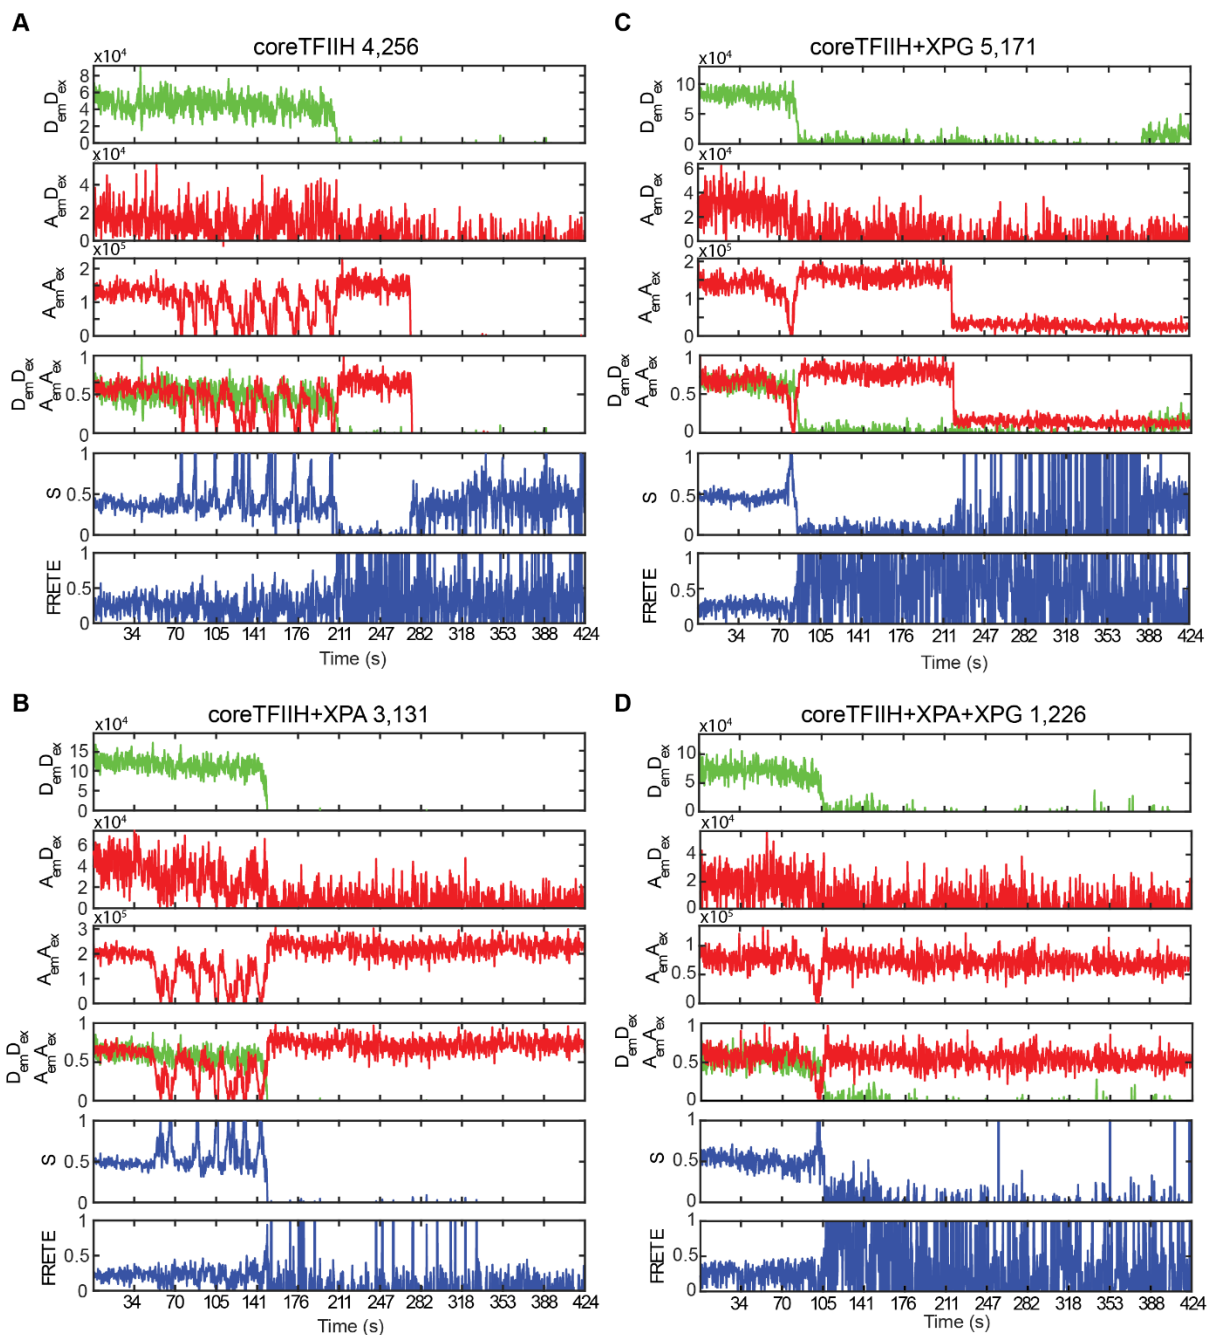 A
coreTFIIH 4,256
x10⁴
8
6
4
2
0
DemDex
x10⁴
4
2
0
AemDex
x10⁵
2
1
0
AemAex
1
0.5
0
DemDex
AemAex
1
0.5
0
S
1
0.5
0
FRETE
34 70 105 141 176 211 247 282 318 353 388 424
Time (s)
B
coreTFIIH+XPA 3,131
x10⁴
15
10
5
0
DemDex
x10⁴
6
4
2
0
AemDex
x10⁵
3
2
1
0
AemAex
1
0.5
0
DemDex
AemAex
1
0.5
0
S
1
0.5
0
FRETE
34 70 105 141 176 211 247 282 318 353 388 424
Time (s)
C
coreTFIIH+XPG 5,171
x10⁴
10
5
0
DemDex
x10⁴
6
4
2
0
AemDex
x10⁵
2
1
0
AemAex
1
0.5
0
DemDex
AemAex
1
0.5
0
S
1
0.5
0
FRETE
34 70 105 141 176 211 247 282 318 353 388 424
Time (s)
D
coreTFIIH+XPA+XPG 1,226
x10⁴
10
5
0
DemDex
x10⁴
4
2
0
AemDex
x10⁵
1
0.5
0
AemAex
1
0.5
0
DemDex
AemAex
1
0.5
0
S
1
0.5
0
FRETE
34 70 105 141 176 211 247 282 318 353 388 424
Time (s)